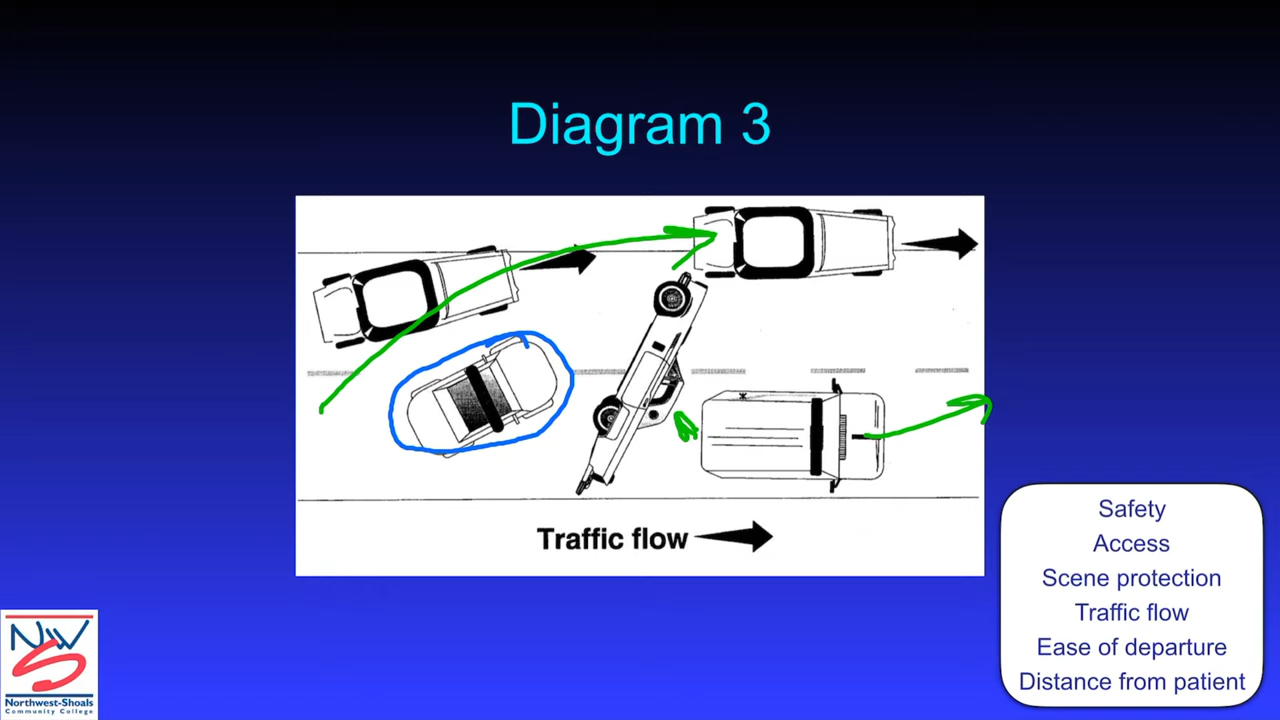 Diagram 3
Traffic flow
Safety
Access
Scene protection
Traffic flow
Ease of departure
Distance from patient
NW
S
Northwest-Shoals
Community College